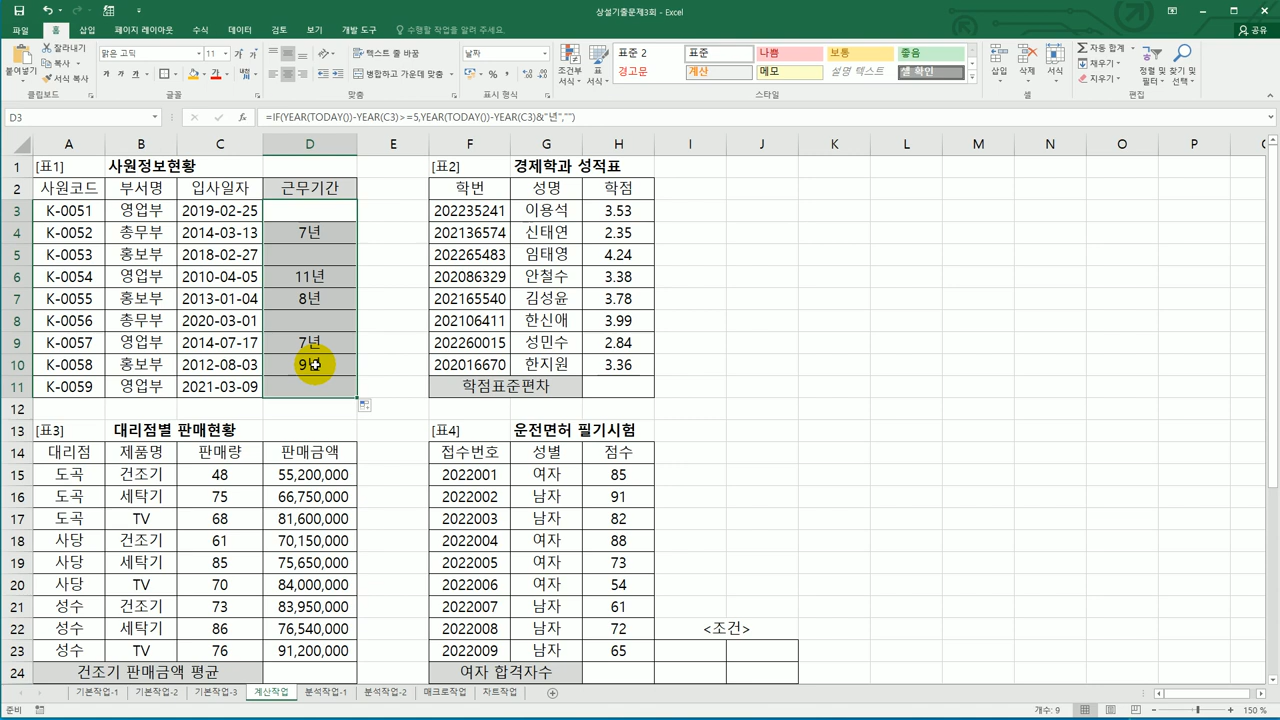 상설기출문제3회 - Excel
파일 홈 삽입 페이지 레이아웃 수식 데이터 검토 보기 개발 도구 수행할 작업을 입력하세요. 공유
붙여넣기 잘라내기 복사 서식 복사 클립보드
맑은 고딕 11 가 가 가 가 글꼴
텍스트 줄 바꿈 병합하고 가운데 맞춤 맞춤
날짜 % 표시 형식
조건부 서식 표 서식
표준 2 표준 나쁨 보통 좋음
경고문 계산 메모 설명 텍스트 셀 확인
스타일
삽입 삭제 서식 셀
자동 합계 채우기 지우기 정렬 및 필터 찾기 및 선택 편집
D3 fx =IF(YEAR(TODAY())-YEAR(C3)>=5,YEAR(TODAY())-YEAR(C3)&"년","")
A B C D E F G H I J K L M N O P
1 [표1] 사원정보현황 [표2] 경제학과 성적표
2 사원코드 부서명 입사일자 근무기간 학번 성명 학점
3 K-0051 영업부 2019-02-25 202235241 이용석 3.53
4 K-0052 총무부 2014-03-13 7년 202136574 신태연 2.35
5 K-0053 홍보부 2018-02-27 202265483 임태영 4.24
6 K-0054 영업부 2010-04-05 11년 202086329 안철수 3.38
7 K-0055 홍보부 2013-01-04 8년 202165540 김성윤 3.78
8 K-0056 총무부 2020-03-01 202106411 한신애 3.99
9 K-0057 영업부 2014-07-17 7년 202260015 성민수 2.84
10 K-0058 홍보부 2012-08-03 9년 202016670 한지원 3.36
11 K-0059 영업부 2021-03-09 학점표준편차
12
13 [표3] 대리점별 판매현황 [표4] 운전면허 필기시험
14 대리점 제품명 판매량 판매금액 접수번호 성별 점수
15 도곡 건조기 48 55,200,000 2022001 여자 85
16 도곡 세탁기 75 66,750,000 2022002 남자 91
17 도곡 TV 68 81,600,000 2022003 남자 82
18 사당 건조기 61 70,150,000 2022004 여자 88
19 사당 세탁기 85 75,650,000 2022005 여자 73
20 사당 TV 70 84,000,000 2022006 여자 54
21 성수 건조기 73 83,950,000 2022007 남자 61
22 성수 세탁기 86 76,540,000 2022008 남자 72 <조건>
23 성수 TV 76 91,200,000 2022009 남자 65
24 건조기 판매금액 평균 여자 합격자수
기본작업-1 기본작업-2 기본작업-3 계산작업 분석작업-1 분석작업-2 매크로작업 차트작업
준비 개수: 9 150 %